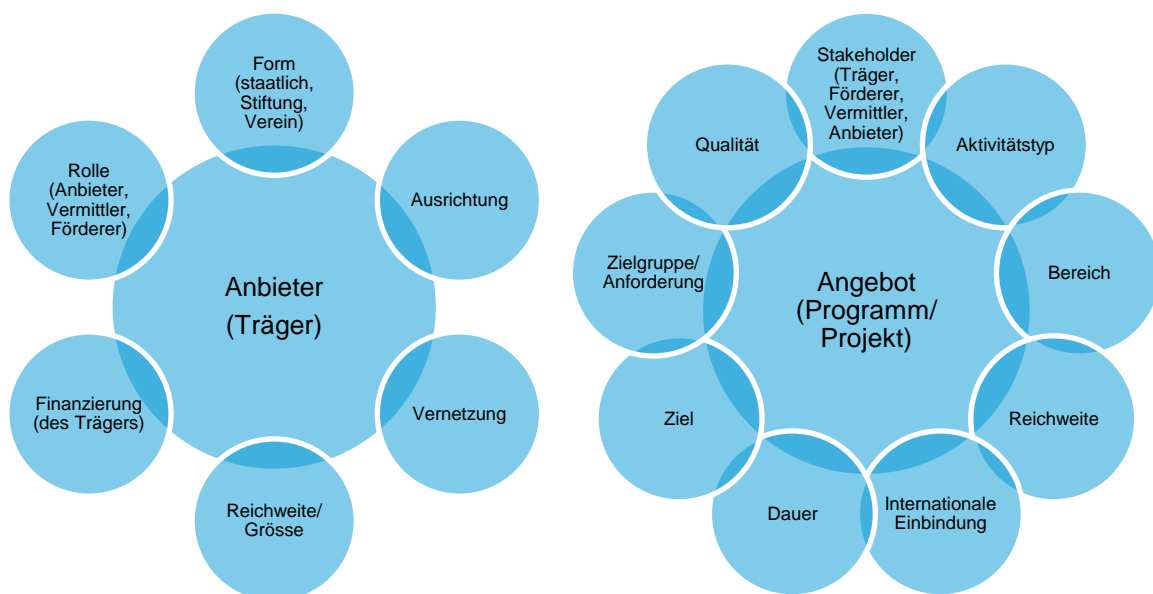 Form
(staatlich,
Stiftung,
Verein)
Ausrichtung
Vernetzung
Reichweite/
Grösse
Finanzierung
(des Trägers)
Rolle
(Anbieter,
Vermittler,
Förderer)
Anbieter
(Träger)
Stakeholder
(Träger,
Förderer,
Vermittler,
Anbieter)
Aktivitätstyp
Bereich
Reichweite
Internationale
Einbindung
Dauer
Ziel
Zielgruppe/
Anforderung
Qualität
Angebot
(Programm/
Projekt)